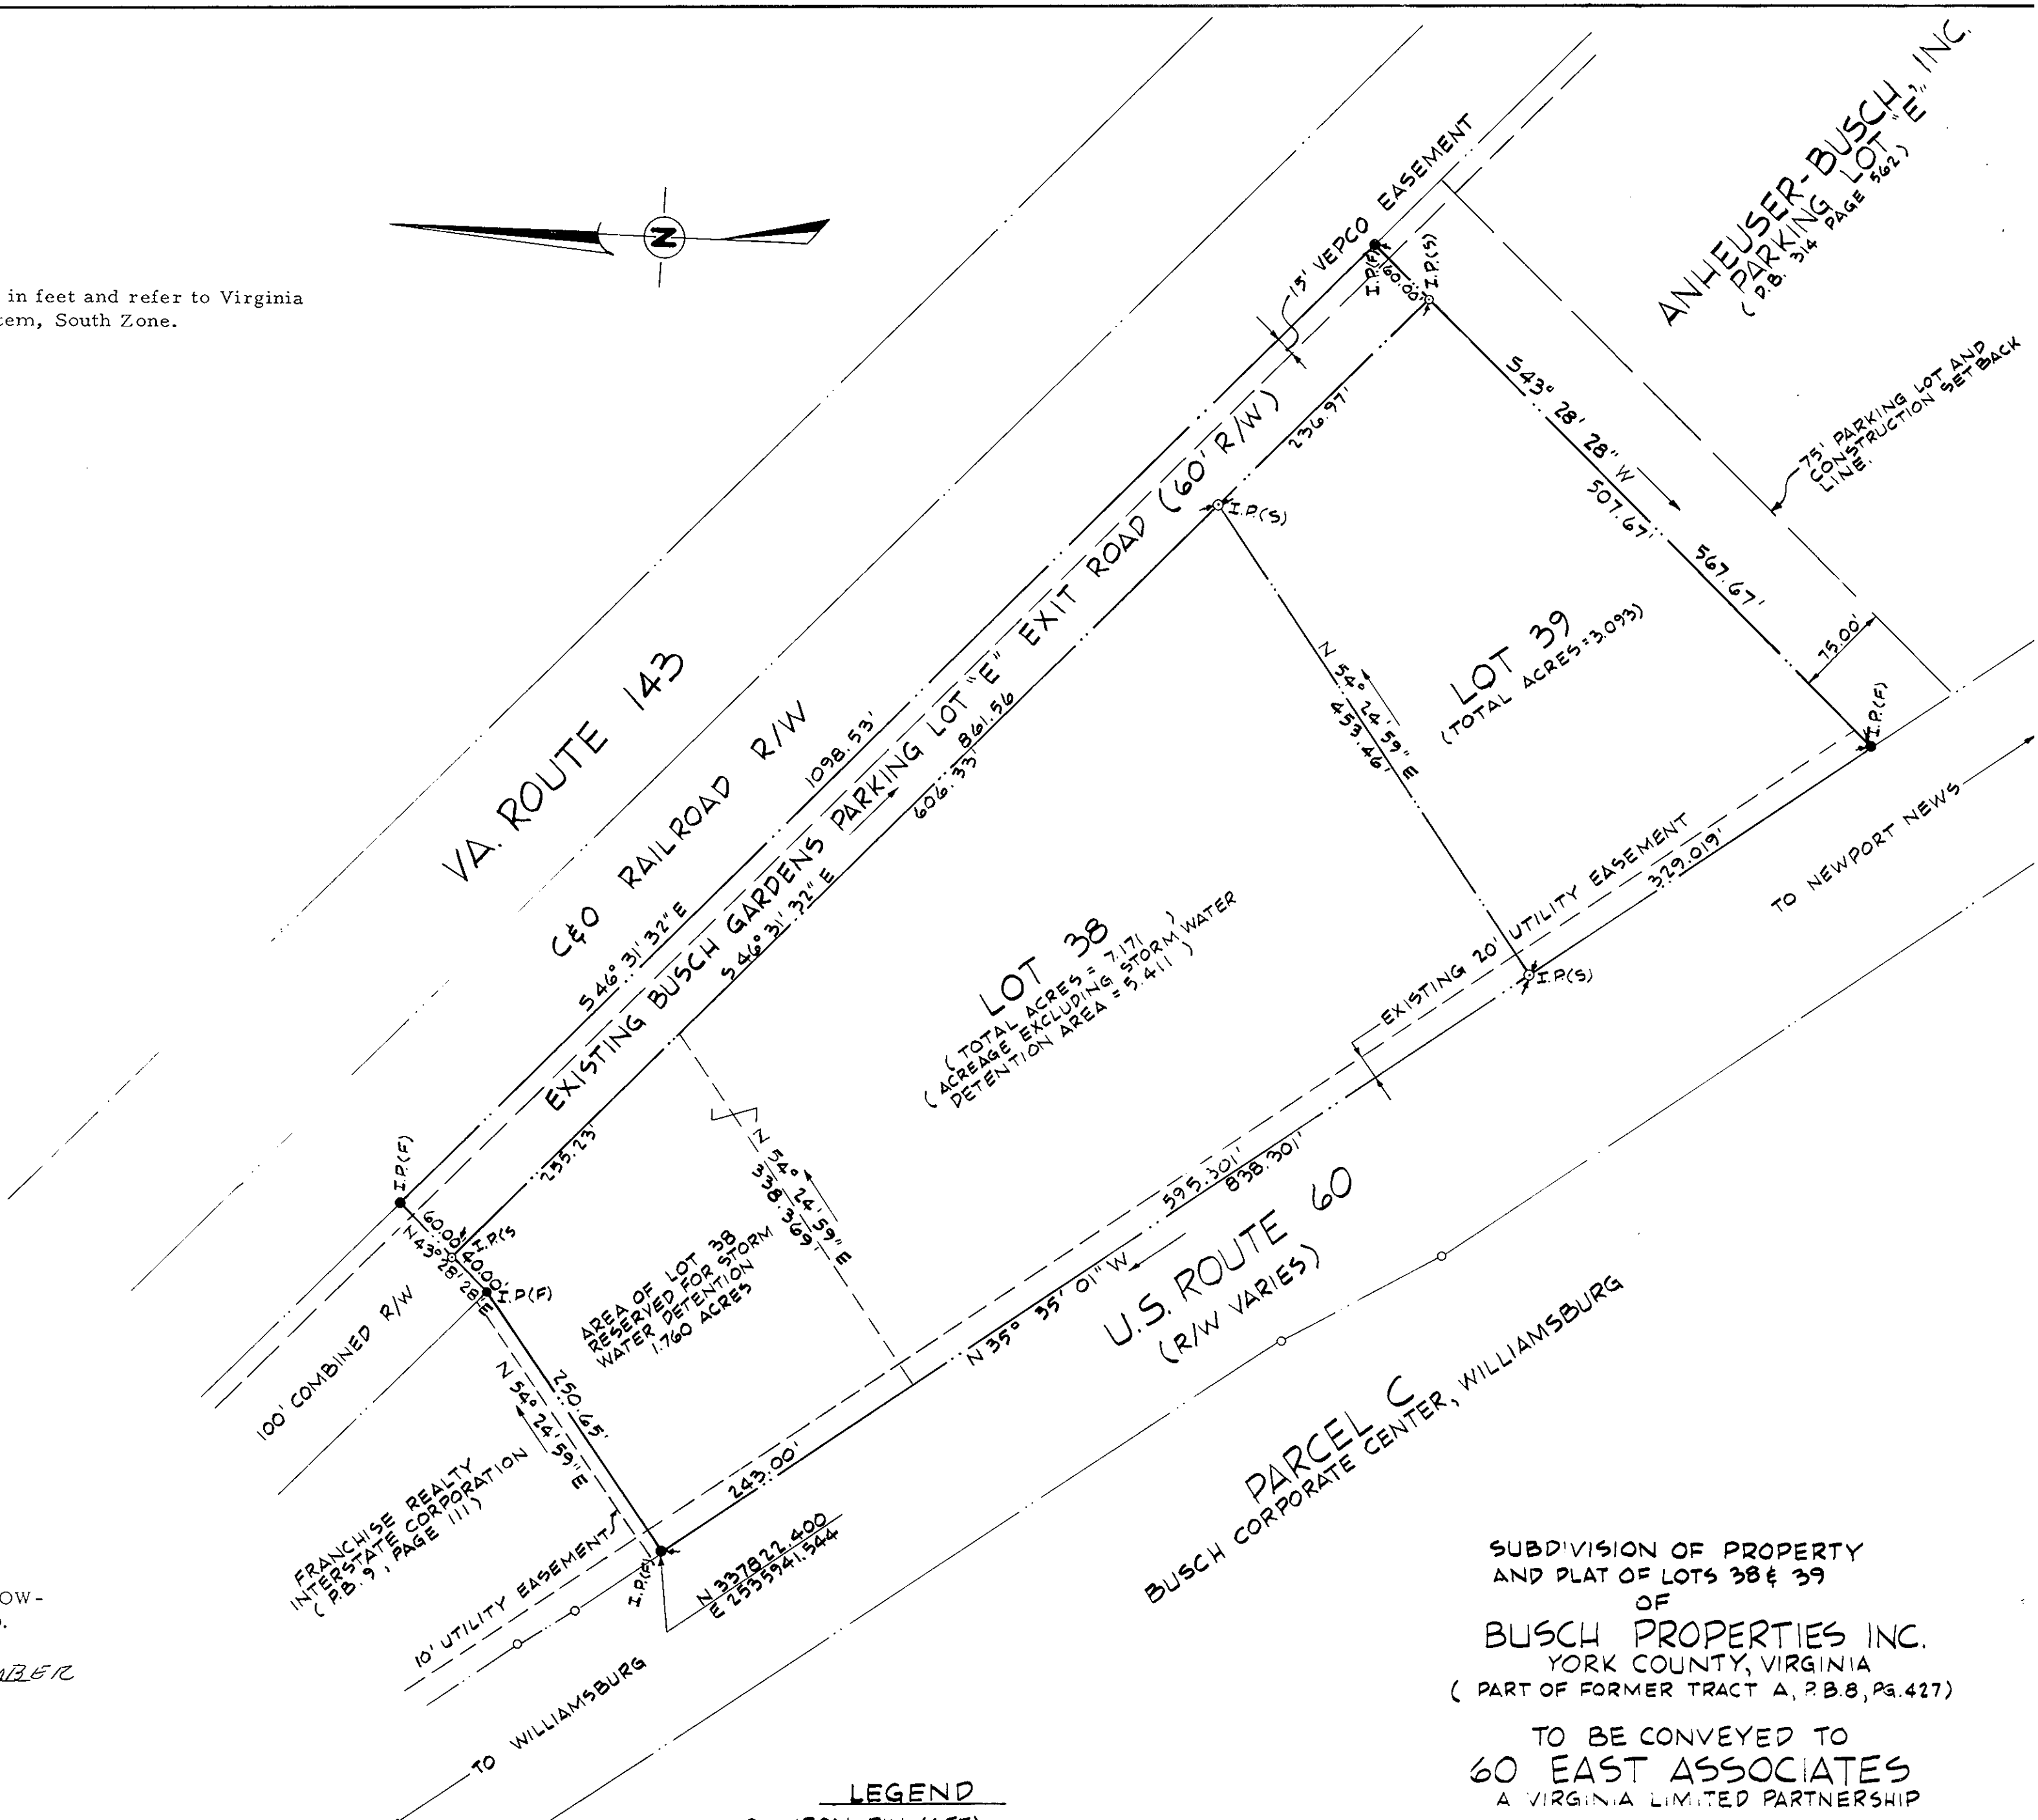 in feet and refer to Virginia
tem, South Zone.
N
ANHEUSER-BUSCH, INC.
PARKING LOT "E"
( D.B. 314 PAGE 562)
15' VEPCO EASEMENT
I.P.(F)
60.00'
I.P.(S)
75' PARKING LOT AND
CONSTRUCTION SET BACK
LINE.
S43° 28' 28" W
507.67'
567.67'
75.00'
I.P.(F)
236.97'
I.P.(S)
VA. ROUTE 143
C&O RAILROAD R/W
1098.53'
S 46° 31' 32" E
EXISTING BUSCH GARDENS PARKING LOT "E" EXIT ROAD (60' R/W)
861.56
606.33'
S 46° 31' 32" E
255.23'
LOT 39
(TOTAL ACRES=3.093)
N 54° 24' 59" E
453.46'
LOT 38
( TOTAL ACRES = 7.171 )
( ACREAGE EXCLUDING STORM WATER
DETENTION AREA = 5.411 )
EXISTING 20' UTILITY EASEMENT
329.019'
I.P.(S)
TO NEWPORT NEWS
I.P.(F)
60.00'
I.P.(S
40.00'
N 43° 28' 28" E
I.P.(F)
100' COMBINED R/W
N 54° 24' 59" E
338.369'
AREA OF LOT 38
RESERVED FOR STORM
WATER DETENTION
1.760 ACRES
595.301'
838.301'
N 35° 35' 01" W
U.S. ROUTE 60
(R/W VARIES)
250.65'
N 54° 24' 59" E
243.00'
FRANCHISE REALTY
INTERSTATE CORPORATION
( P.B. 9, PAGE 111)
10' UTILITY EASEMENT
I.P.(F)
N 337822.400
E 2535941.544
TO WILLIAMSBURG
PARCEL C
BUSCH CORPORATE CENTER, WILLIAMSBURG
OW-
MBER
SUBDIVISION OF PROPERTY
AND PLAT OF LOTS 38 & 39
OF
BUSCH PROPERTIES INC.
YORK COUNTY, VIRGINIA
( PART OF FORMER TRACT A, P.B.8, PG.427)
TO BE CONVEYED TO
60 EAST ASSOCIATES
A VIRGINIA LIMITED PARTNERSHIP
LEGEND